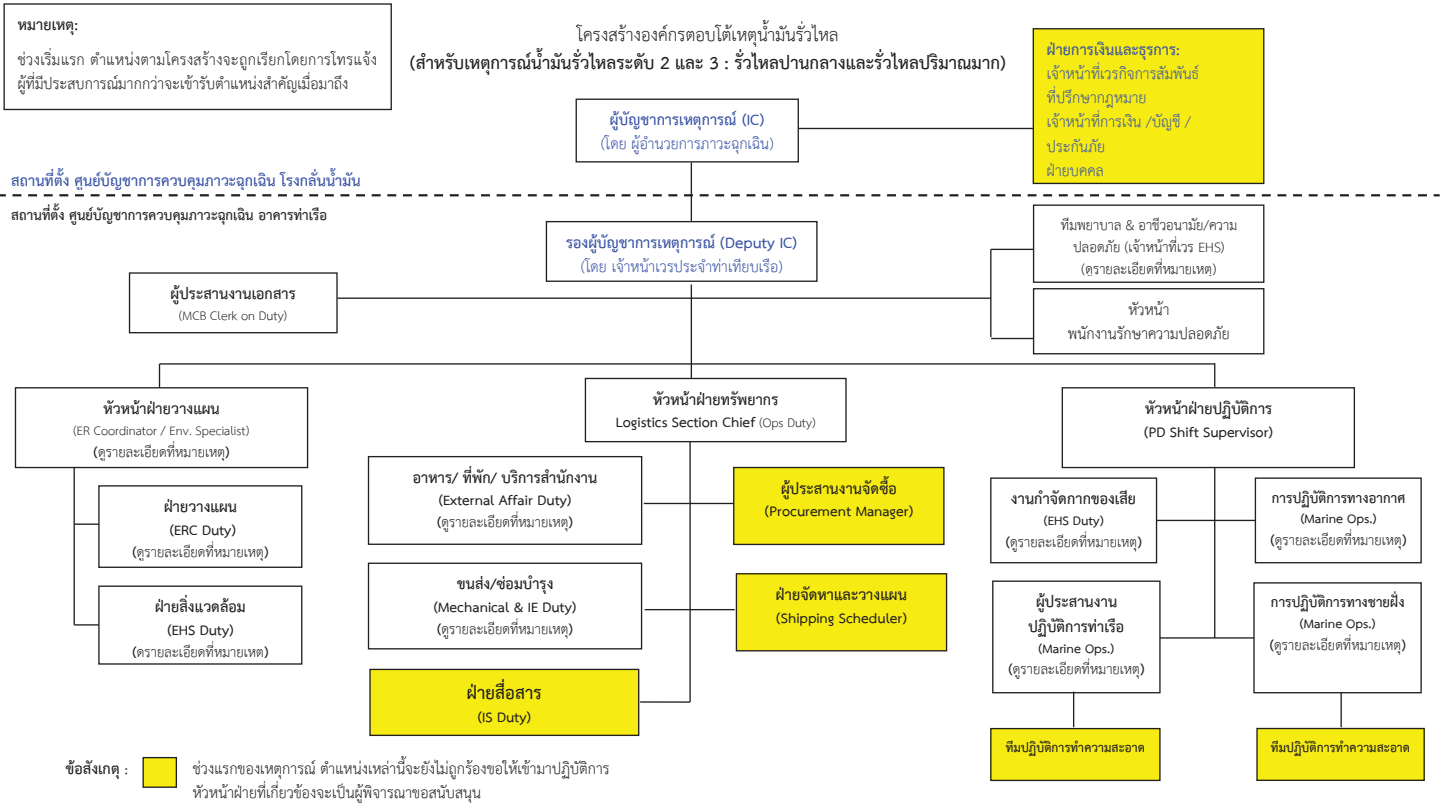 หมายเหตุ:
ช่วงเริ่มแรก ตำแหน่งตามโครงสร้างจะถูกเรียกโดยการโทรแจ้ง
ผู้ที่มีประสบการณ์มากกว่าจะเข้ารับตำแหน่งสำคัญเมื่อมาถึง
โครงสร้างองค์กรตอบโต้เหตุน้ำมันรั่วไหล
(สำหรับเหตุการณ์น้ำมันรั่วไหลระดับ 2 และ 3 : รั่วไหลปานกลางและรั่วไหลปริมาณมาก)
ฝ่ายการเงินและธุรการ:
เจ้าหน้าที่เวรกิจการสัมพันธ์
ที่ปรึกษากฎหมาย
เจ้าหน้าที่การเงิน /บัญชี /
ประกันภัย
ฝ่ายบุคคล
ผู้บัญชาการเหตุการณ์ (IC)
(โดย ผู้อำนวยการภาวะฉุกเฉิน)
สถานที่ตั้ง ศูนย์บัญชาการควบคุมภาวะฉุกเฉิน โรงกลั่นน้ำมัน
สถานที่ตั้ง ศูนย์บัญชาการควบคุมภาวะฉุกเฉิน อาคารท่าเรือ
รองผู้บัญชาการเหตุการณ์ (Deputy IC)
(โดย เจ้าหน้าเวรประจำท่าเทียบเรือ)
ทีมพยาบาล & อาชีวอนามัย/ความ
ปลอดภัย (เจ้าหน้าที่เวร EHS)
(ดูรายละเอียดที่หมายเหตุ)
ผู้ประสานงานเอกสาร
(MCB Clerk on Duty)
หัวหน้า
พนักงานรักษาความปลอดภัย
หัวหน้าฝ่ายวางแผน
(ER Coordinator / Env. Specialist)
(ดูรายละเอียดที่หมายเหตุ)
หัวหน้าฝ่ายทรัพยากร
Logistics Section Chief (Ops Duty)
หัวหน้าฝ่ายปฏิบัติการ
(PD Shift Supervisor)
ฝ่ายวางแผน
(ERC Duty)
(ดูรายละเอียดที่หมายเหตุ)
ฝ่ายสิ่งแวดล้อม
(EHS Duty)
(ดรายละเอียดที่หมายเหตุ)
อาหาร/ ที่พัก/ บริการสำนักงาน
(External Affair Duty)
(ดูรายละเอียดที่หมายเหตุ)
ผู้ประสานงานจัดซื้อ
(Procurement Manager)
ขนส่ง/ซ่อมบำรุง
(Mechanical & IE Duty)
(ดูรายละเอียดที่หมายเหตุ)
ฝ่ายจัดหาและวางแผน
(Shipping Scheduler)
ฝ่ายสื่อสาร
(IS Duty)
งานกำจัดกากของเสีย
(EHS Duty)
(ดูรายละเอียดที่หมายเหตุ)
การปฏิบัติการทางอากาศ
(Marine Ops.)
(ดูรายละเอียดที่หมายเหตุ)
ผู้ประสานงาน
ปฏิบัติการท่าเรือ
(Marine Ops.)
(ดูรายละเอียดที่หมายเหตุ)
การปฏิบัติการทางชายฝั่ง
(Marine Ops.)
(ดูรายละเอียดที่หมายเหตุ)
ทีมปฏิบัติการทำความสะอาด
ทีมปฏิบัติการทำความสะอาด
ข้อสังเกตุ :
ช่วงแรกของเหตุการณ์ ตำแหน่งเหล่านี้จะยังไม่ถูกร้องขอให้เข้ามาปฏิบัติการ
หัวหน้าฝ่ายที่เกี่ยวข้องจะเป็นผู้พิจารณาขอสนับสนุน